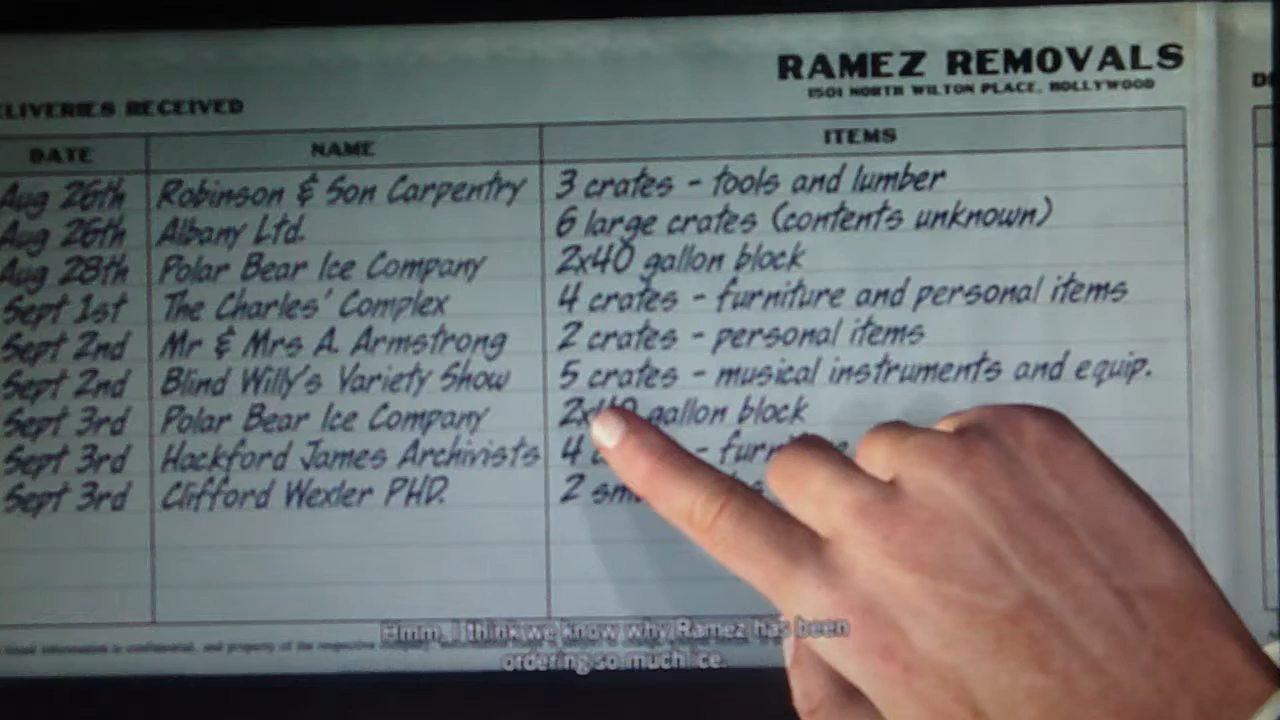 RAMEZ REMOVALS
1501 NORTH WILTON PLACE, HOLLYWOOD
ELIVERIES RECEIVED
DATE NAME ITEMS
Aug 26th Robinson & Son Carpentry 3 crates - tools and lumber
Aug 26th Albany Ltd. 6 large crates (contents unknown)
Aug 28th Polar Bear Ice Company 2x40 gallon block
Sept 1st The Charles' Complex 4 crates - furniture and personal items
Sept 2nd Mr & Mrs A. Armstrong 2 crates - personal items
Sept 2nd Blind Willy's Variety Show 5 crates - musical instruments and equip.
Sept 3rd Polar Bear Ice Company 2x40 gallon block
Sept 3rd Hackford James Archivists 4 - furn
Sept 3rd Clifford Wexler PHD. 2 sm
Hmm. I think we know why Ramez has been
ordering so much ice.